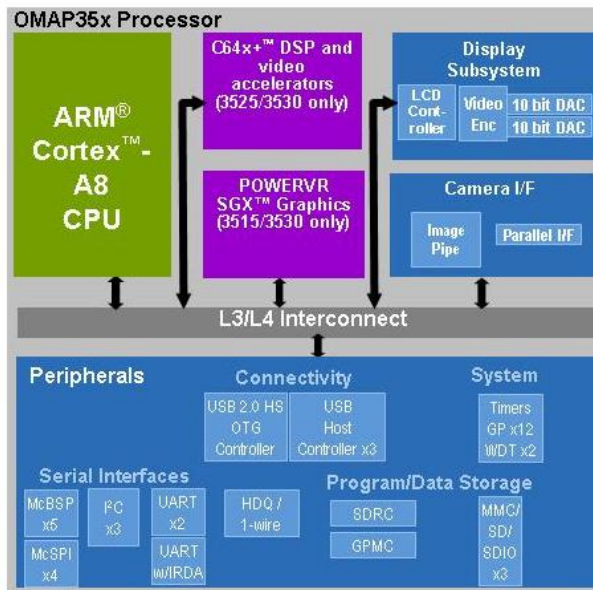 OMAP35x Processor
ARM®
Cortex™-
A8
CPU
C64x+™ DSP and
video
accelerators
(3525/3530 only)
POWERVR
SGX™ Graphics
(3515/3530 only)
Display
Subsystem
LCD
Cont-
roller
Video
Enc
10 bit DAC
10 bit DAC
Camera I/F
Image
Pipe
Parallel I/F
L3/L4 Interconnect
Peripherals
Connectivity
USB 2.0 HS
OTG
Controller
USB
Host
Controller x3
System
Timers
GP x12
WDT x2
Serial Interfaces
McBSP
x5
McSPI
x4
I²C
x3
UART
x2
UART
w/IRDA
HDQ /
1-wire
Program/Data Storage
SDRC
GPMC
MMC/
SD/
SDIO
x3